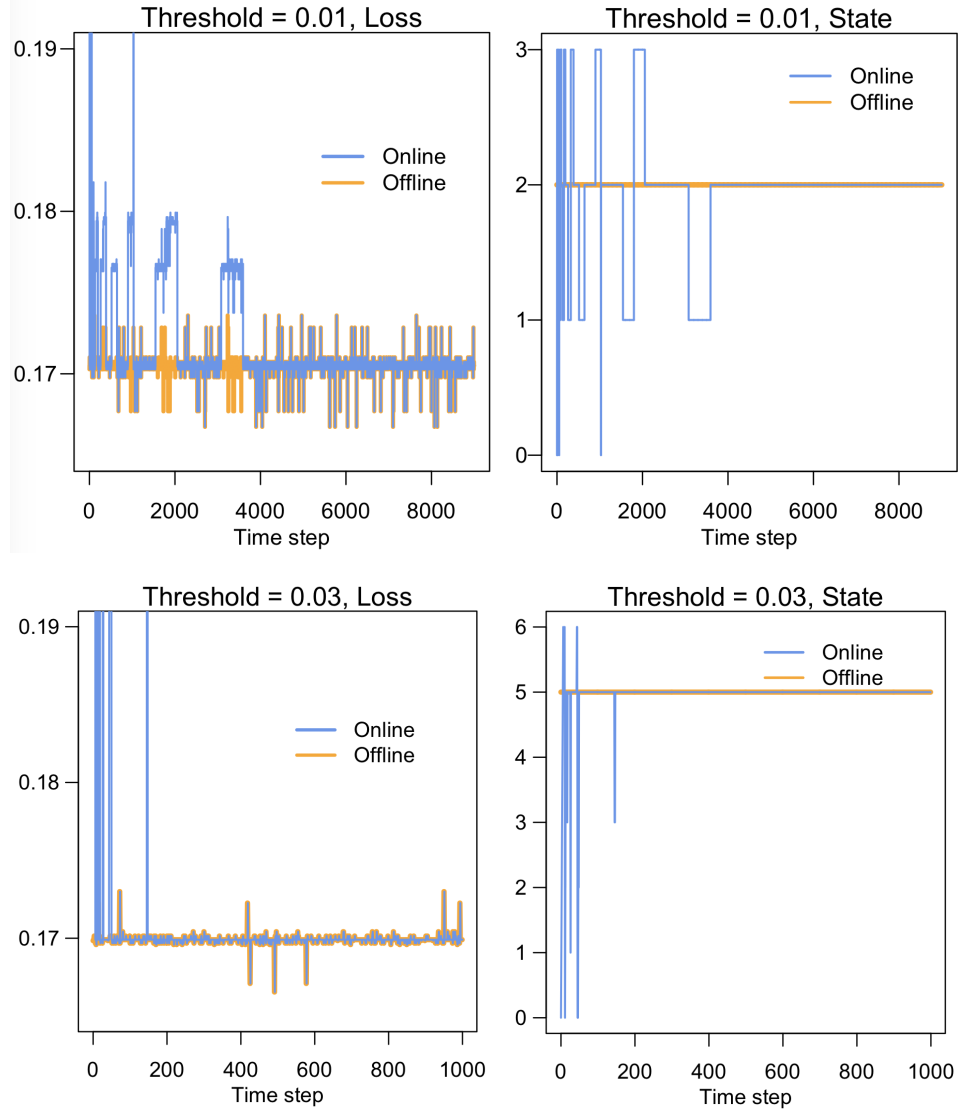 Threshold = 0.01, Loss
0.19
0.18
0.17
Online
Offline
0 2000 4000 6000 8000
Time step
Threshold = 0.01, State
3
2
1
0
Online
Offline
0 2000 4000 6000 8000
Time step
Threshold = 0.03, Loss
0.19
0.18
0.17
Online
Offline
0 200 400 600 800 1000
Time step
Threshold = 0.03, State
6
5
4
3
2
1
0
Online
Offline
0 200 400 600 800 1000
Time step